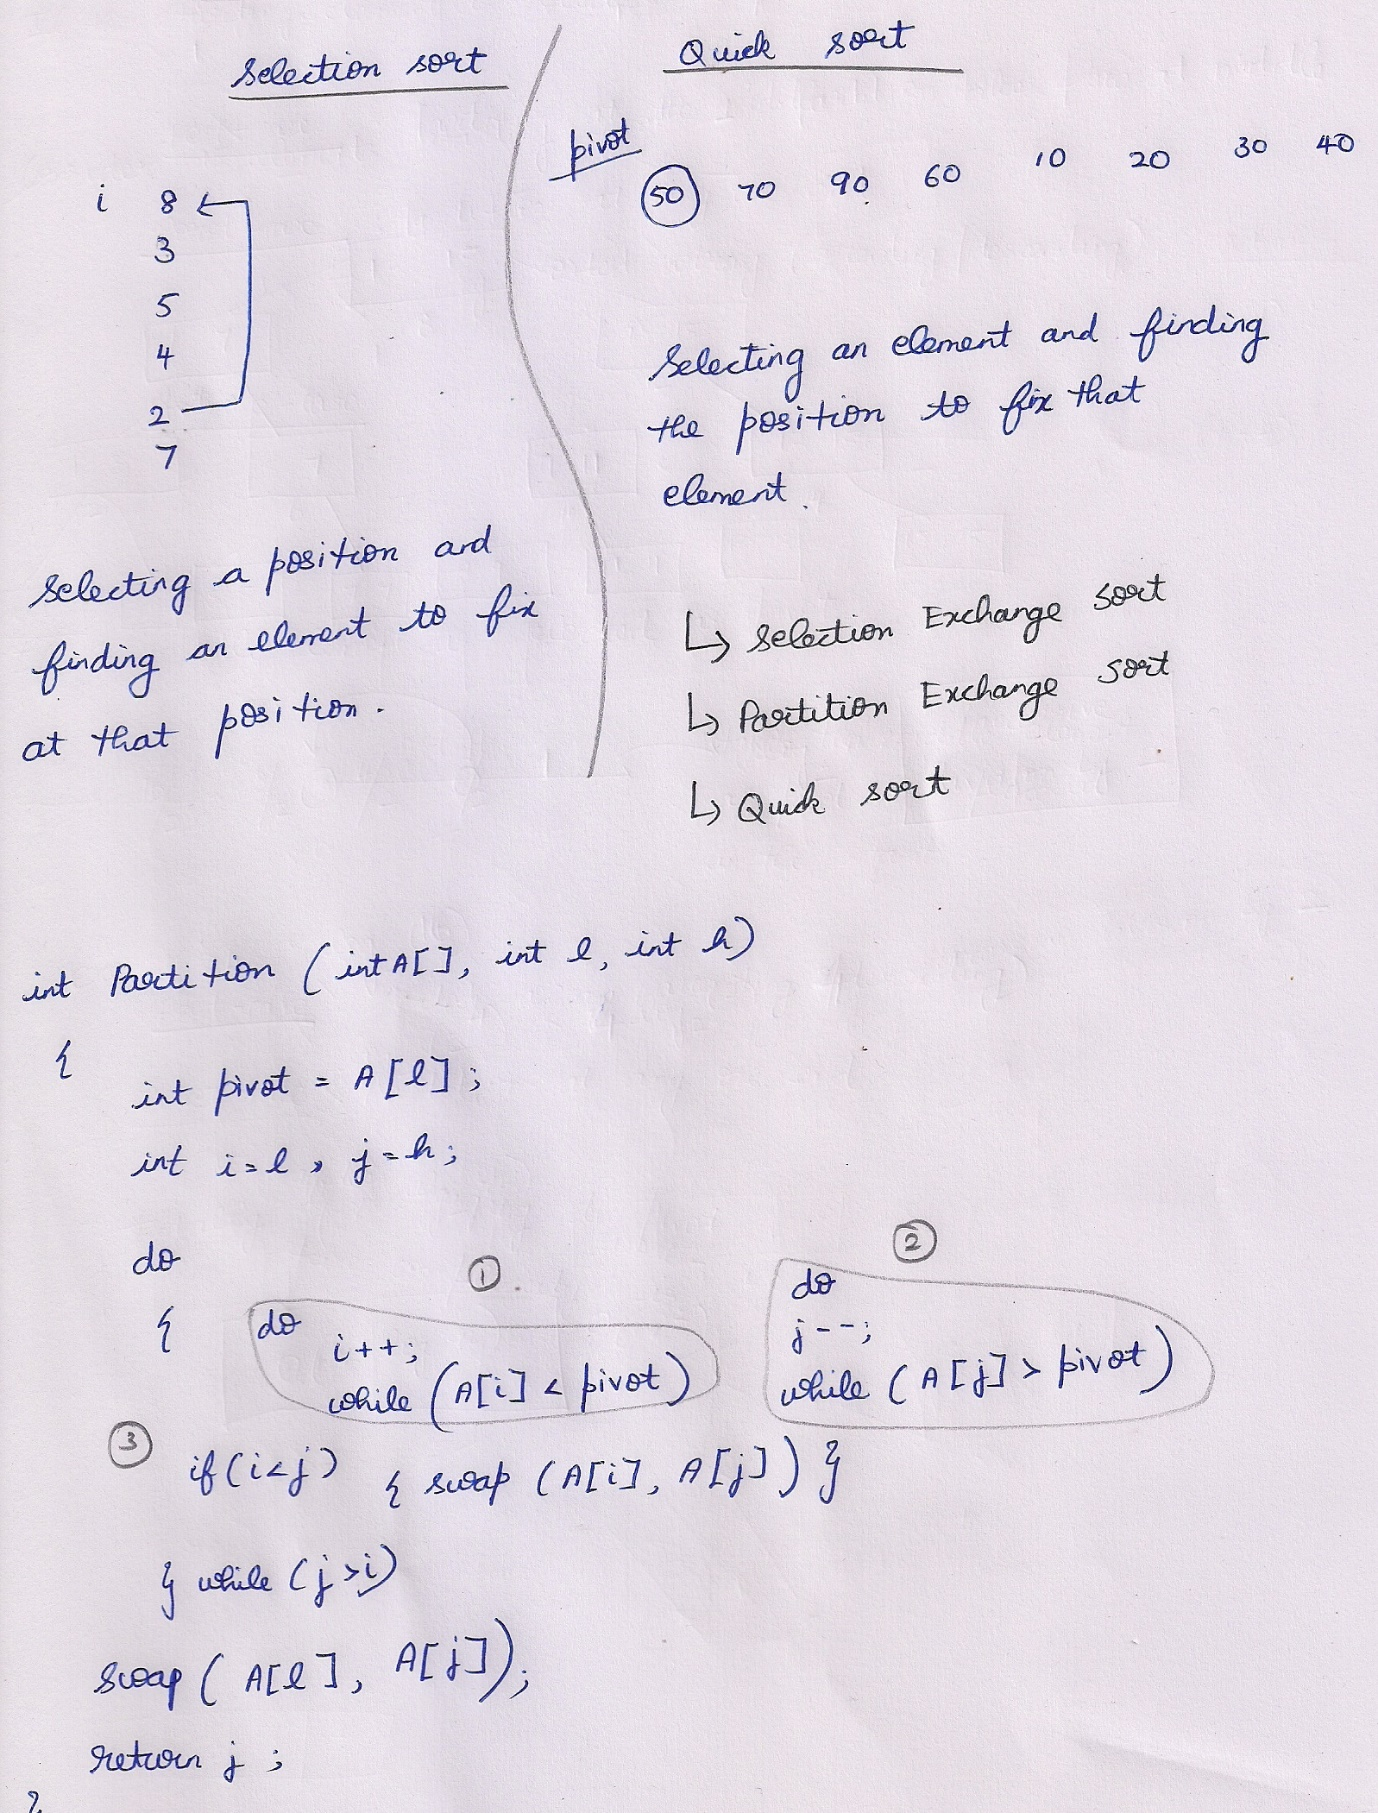 Selection sort
i 8
3
5
4
2
7
Selecting a position and
finding an element to fix
at that position.
Quick sort
pivot
50 70 90 60 10 20 30 40
Selecting an element and finding
the position to fix that
element.
↳ Selection Exchange sort
↳ Partition Exchange sort
↳ Quick sort
int Partition (int A[], int l, int h)
{
int pivot = A[l];
int i=l, j=h;
do
{
①
do
i++;
while (A[i] < pivot)
②
do
j--;
while (A[j] > pivot)
③
if (i<j) { swap (A[i], A[j]) }
} while (j>i)
swap (A[l], A[j]);
return j;
}